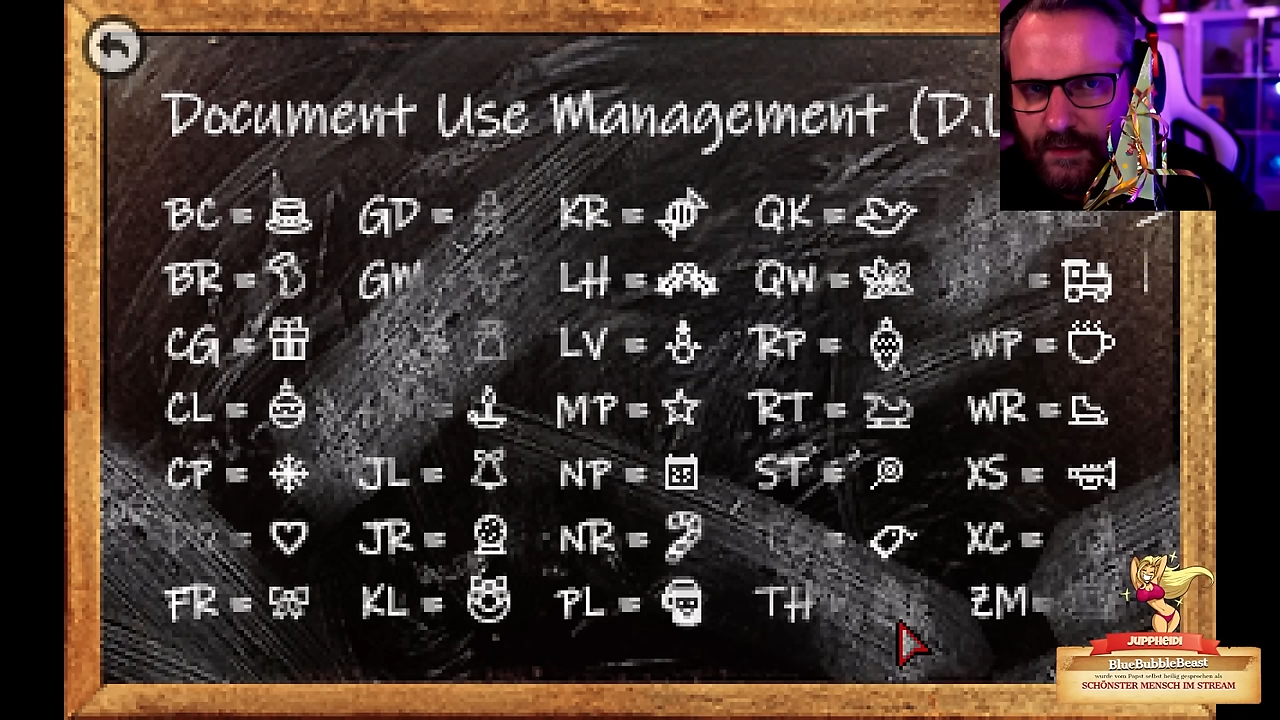 Document Use Management (D.U
BC = GD = KR = QK =
BR = GM LH = QW = =
CG = LV = RP = WP =
CL = = MP = RT = WR =
CP = JL = NP = ST = XS =
= JR = NR = = XC =
FR = KL = PL = TH ZM=
JUPPHEIDI
BlueBubbleBeast
wurde vom Papst selbst heilig gesprochen als
SCHÖNSTER MENSCH IM STREAM